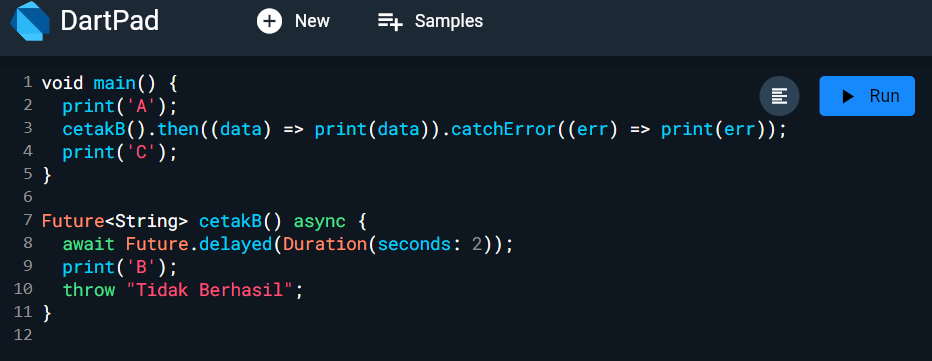 DartPad New Samples
1 void main() {
2   print('A');
3   cetakB().then((data) => print(data)).catchError((err) => print(err));
4   print('C');
5 }
6
7 Future<String> cetakB() async {
8   await Future.delayed(Duration(seconds: 2));
9   print('B');
10   throw "Tidak Berhasil";
11 }
12
Run